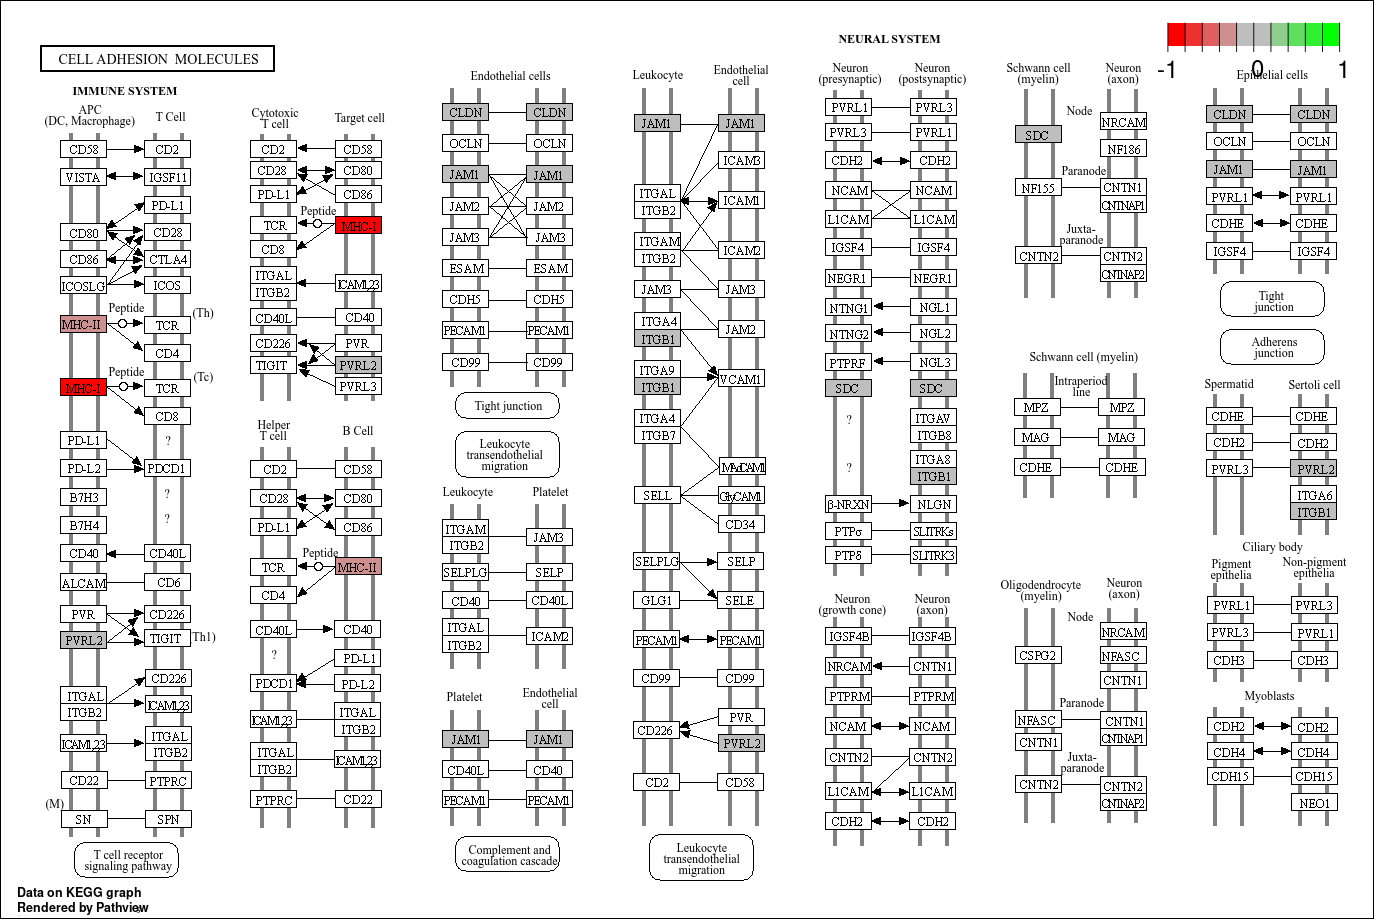 CELL ADHESION MOLECULES
NEURAL SYSTEM
-1 0 1
IMMUNE SYSTEM
APC
(DC, Macrophage)
T Cell
CD58 CD2
VISTA IGSF11
PD-L1
CD80 CD28
CD86 CTLA4
ICOSLG ICOS
Peptide
MHC-II TCR (Th)
CD4
Peptide
MHC-I TCR (Tc)
CD8
PD-L1 ?
PD-L2 PDCD1
B7H3 ?
B7H4 ?
CD40 CD40L
ALCAM CD6
PVR CD226
PVRL2 TIGIT Th1)
CD226
ITGAL
ITGB2 ICAM1,2,3
ICAM1,2,3 ITGAL
ITGB2
CD22 PTPRC
(M)
SN SPN
T cell receptor
signaling pathway
Cytotoxic
T cell
Target cell
CD2 CD58
CD28 CD80
PD-L1 CD86
Peptide
TCR MHC-I
CD8
ITGAL
ITGB2 ICAM1,2,3
CD40L CD40
CD226 PVR
TIGIT PVRL2
PVRL3
Helper
T cell
B Cell
CD2 CD58
CD28 CD80
PD-L1 CD86
Peptide
TCR MHC-II
CD4
CD40L CD40
? PD-L1
PDCD1 PD-L2
ICAM1,2,3 ITGAL
ITGB2
ITGAL
ITGB2 ICAM1,2,3
PTPRC CD22
Endothelial cells
CLDN CLDN
OCLN OCLN
JAM1 JAM1
JAM2 JAM2
JAM3 JAM3
ESAM ESAM
CDH5 CDH5
PECAM1 PECAM1
CD99 CD99
Tight junction
Leukocyte
transendothelial
migration
Leukocyte Platelet
ITGAM
ITGB2 JAM3
SELPLG SELP
CD40 CD40L
ITGAL
ITGB2 ICAM2
Platelet
Endothelial
cell
JAM1 JAM1
CD40L CD40
PECAM1 PECAM1
Complement and
coagulation cascade
Leukocyte
Endothelial
cell
JAM1 JAM1
ICAM3
ITGAL
ITGB2 ICAM1
ITGAM
ITGB2 ICAM2
JAM3 JAM3
ITGA4
ITGB1 JAM2
ITGA9
ITGB1 VCAM1
ITGA4
ITGB7
MAdCAM1
SELL GlyCAM1
CD34
SELPLG SELP
GLG1 SELE
PECAM1 PECAM1
CD99 CD99
PVR
CD226
PVRL2
CD2 CD58
Leukocyte
transendothelial
migration
Neuron
(presynaptic)
Neuron
(postsynaptic)
PVRL1 PVRL3
PVRL3 PVRL1
CDH2 CDH2
NCAM NCAM
L1CAM L1CAM
IGSF4 IGSF4
NEGR1 NEGR1
NTNG1 NGL1
NTNG2 NGL2
PTPRF NGL3
SDC SDC
? ITGAV
ITGB8
? ITGA8
ITGB1
β-NRXN NLGN
PTPσ SLITRKs
PTPδ SLITRK3
Neuron
(growth cone)
Neuron
(axon)
IGSF4B IGSF4B
NRCAM CNTN1
PTPRM PTPRM
NCAM NCAM
CNTN2 CNTN2
L1CAM L1CAM
CDH2 CDH2
Schwann cell
(myelin)
Neuron
(axon)
Node
NRCAM
SDC
NF186
Paranode
NF155 CNTN1
CNTNAP1
Juxta-
paranode
CNTN2 CNTN2
CNTNAP2
Schwann cell (myelin)
Intraperiod
line
MPZ MPZ
MAG MAG
CDHE CDHE
Oligodendrocyte
(myelin)
Neuron
(axon)
Node
NRCAM
CSPG2 NFASC
CNTN1
Paranode
NFASC CNTN1
CNTN1 CNTNAP1
Juxta-
paranode
CNTN2 CNTN2
CNTNAP2
Epithelial cells
CLDN CLDN
OCLN OCLN
JAM1 JAM1
PVRL1 PVRL1
CDHE CDHE
IGSF4 IGSF4
Tight
junction
Adherens
junction
Spermatid Sertoli cell
CDHE CDHE
CDH2 CDH2
PVRL3 PVRL2
ITGA6
ITGB1
Ciliary body
Pigment
epithelia
Non-pigment
epithelia
PVRL1 PVRL3
PVRL3 PVRL1
CDH3 CDH3
Myoblasts
CDH2 CDH2
CDH4 CDH4
CDH15 CDH15
NEO1
Data on KEGG graph
Rendered by Pathview